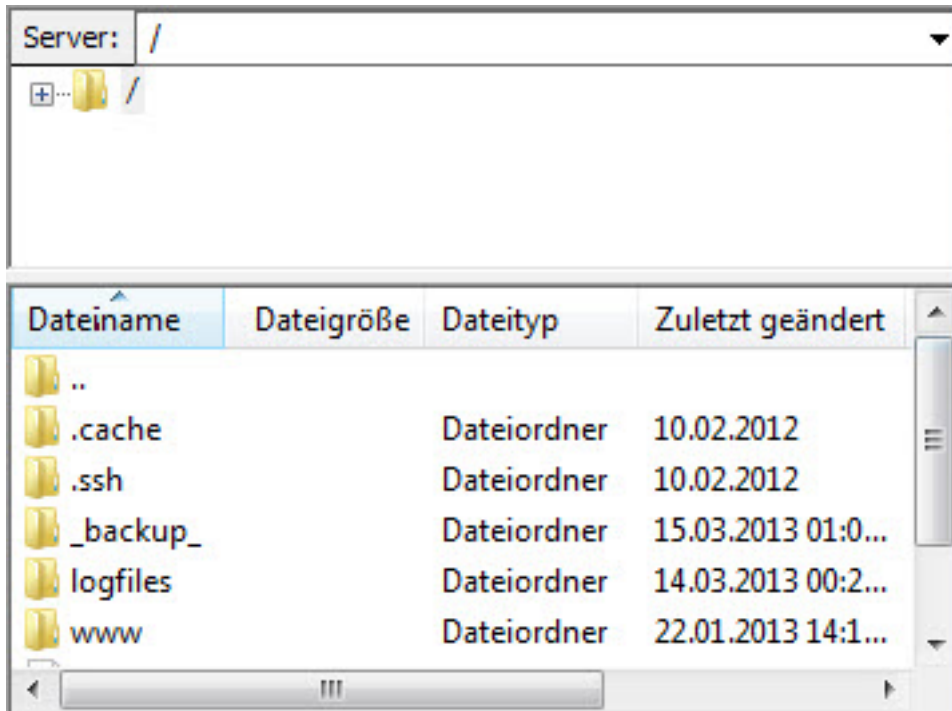 Server: /
/
Dateiname Dateigröße Dateityp Zuletzt geändert
..
.cache Dateiordner 10.02.2012
.ssh Dateiordner 10.02.2012
_backup_ Dateiordner 15.03.2013 01:0...
logfiles Dateiordner 14.03.2013 00:2...
www Dateiordner 22.01.2013 14:1...